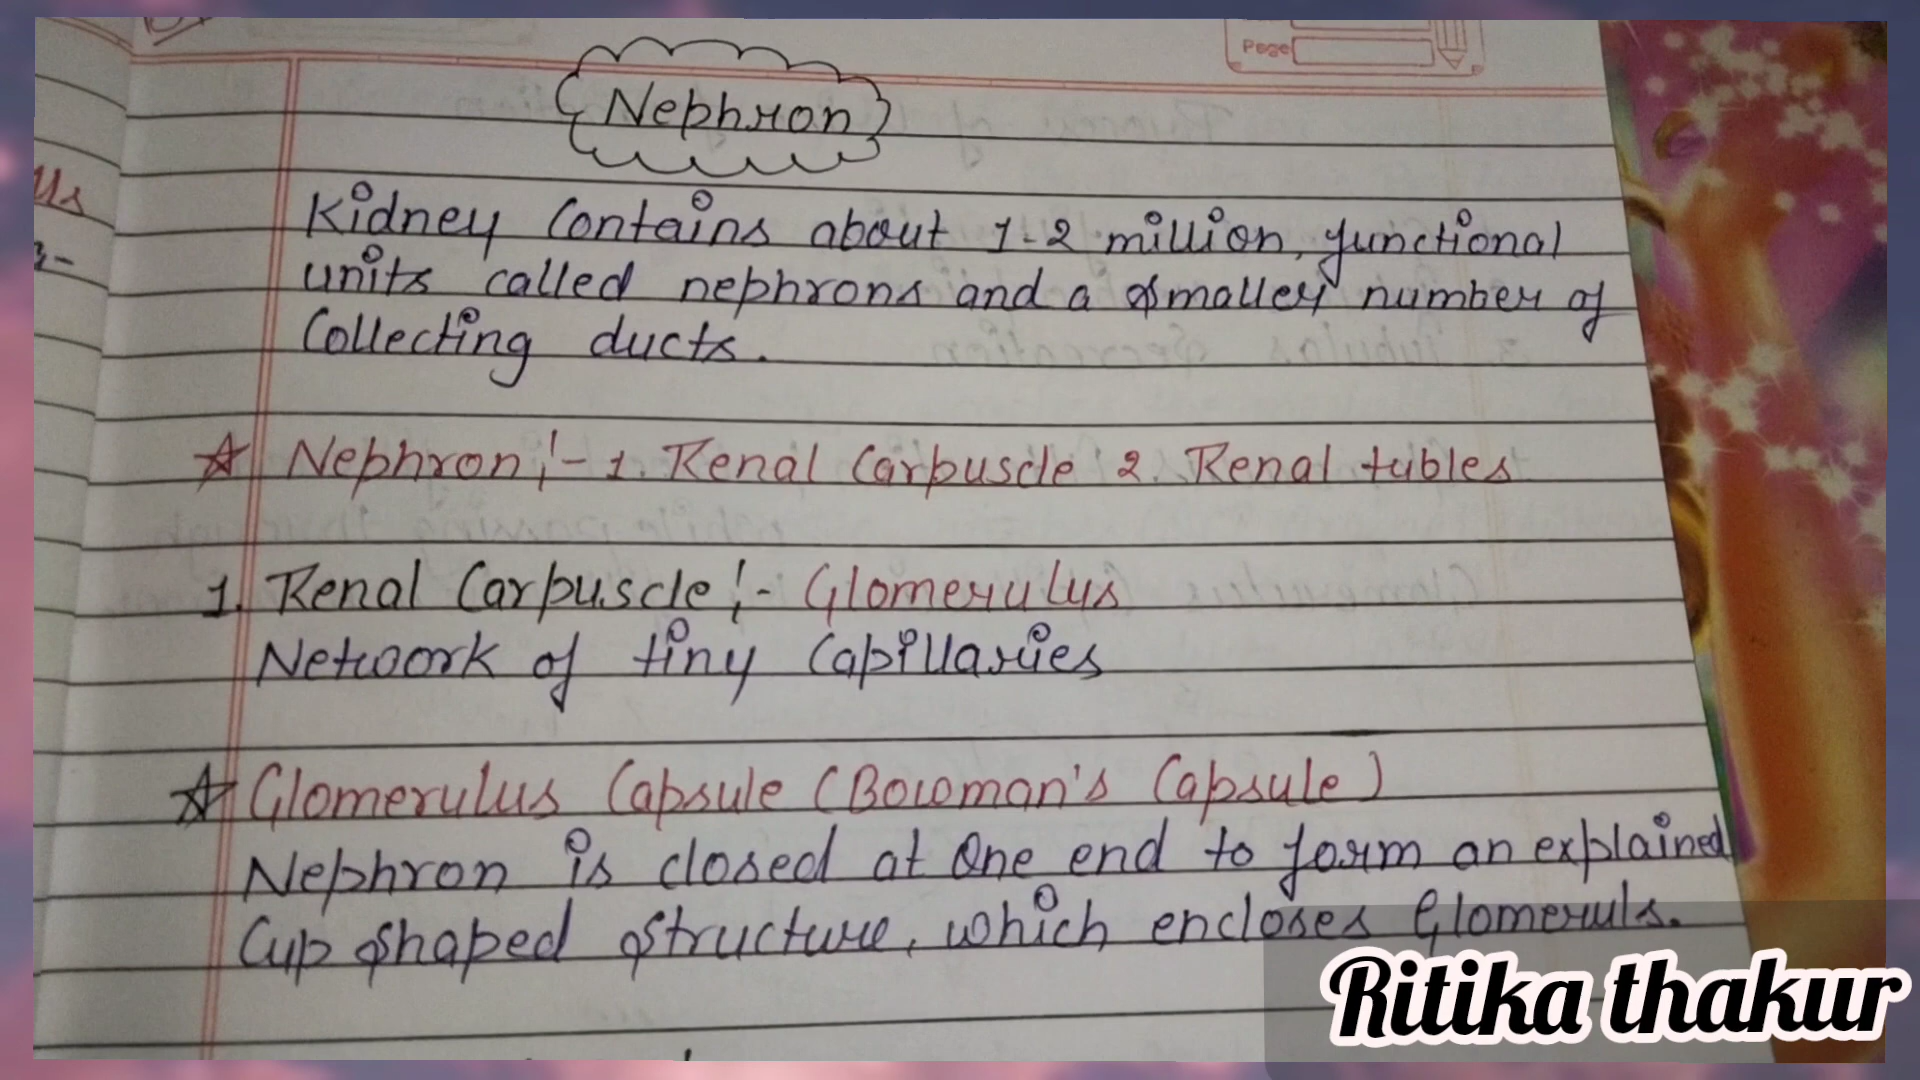 Page
Nephron
Kidney Contains about 1-2 million, functional
units called nephrons and a smaller number of
Collecting ducts.
☆ Nephron :- 1. Renal Carpuscle 2. Renal tubles
1. Renal Carpuscle :- Glomerulus
Network of tiny Capillaries
☆ Glomerulus Capsule (Bowman's Capsule)
Nephron is closed at One end to form an explained
Cup shaped structure, which encloses Glomeruls.
Ritika thakur